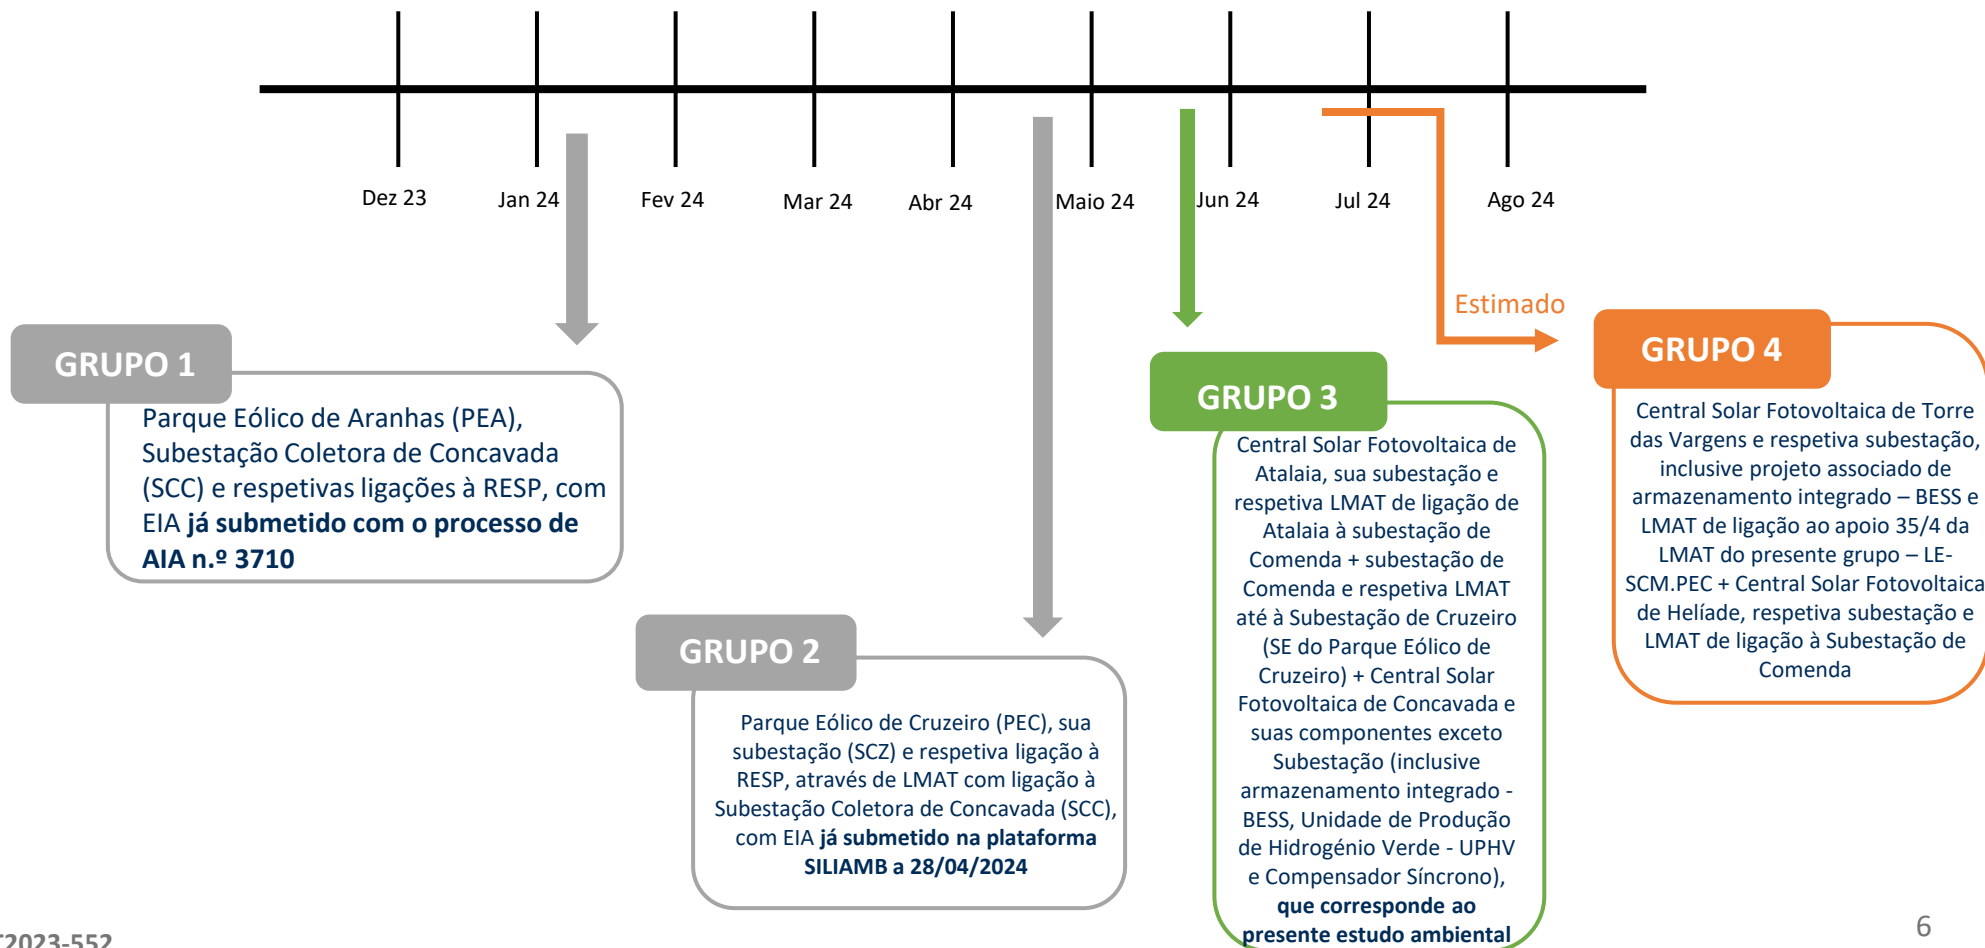 Dez 23
Jan 24
Fev 24
Mar 24
Abr 24
Maio 24
Jun 24
Jul 24
Ago 24
Estimado
GRUPO 1
Parque Eólico de Aranhas (PEA),
Subestação Coletora de Concavada
(SCC) e respetivas ligações à RESP, com
EIA já submetido com o processo de
AIA n.º 3710
GRUPO 2
Parque Eólico de Cruzeiro (PEC), sua
subestação (SCZ) e respetiva ligação à
RESP, através de LMAT com ligação à
Subestação Coletora de Concavada (SCC),
com EIA já submetido na plataforma
SILIAMB a 28/04/2024
GRUPO 3
Central Solar Fotovoltaica de
Atalaia, sua subestação e
respetiva LMAT de ligação de
Atalaia à subestação de
Comenda + subestação de
Comenda e respetiva LMAT
até à Subestação de Cruzeiro
(SE do Parque Eólico de
Cruzeiro) + Central Solar
Fotovoltaica de Concavada e
suas componentes exceto
Subestação (inclusive
armazenamento integrado -
BESS, Unidade de Produção
de Hidrogénio Verde - UPHV
e Compensador Síncrono),
que corresponde ao
presente estudo ambiental
GRUPO 4
Central Solar Fotovoltaica de Torre
das Vargens e respetiva subestação,
inclusive projeto associado de
armazenamento integrado – BESS e
LMAT de ligação ao apoio 35/4 da
LMAT do presente grupo – LE-
SCM.PEC + Central Solar Fotovoltaica
de Helíade, respetiva subestação e
LMAT de ligação à Subestação de
Comenda
T2023-552
6